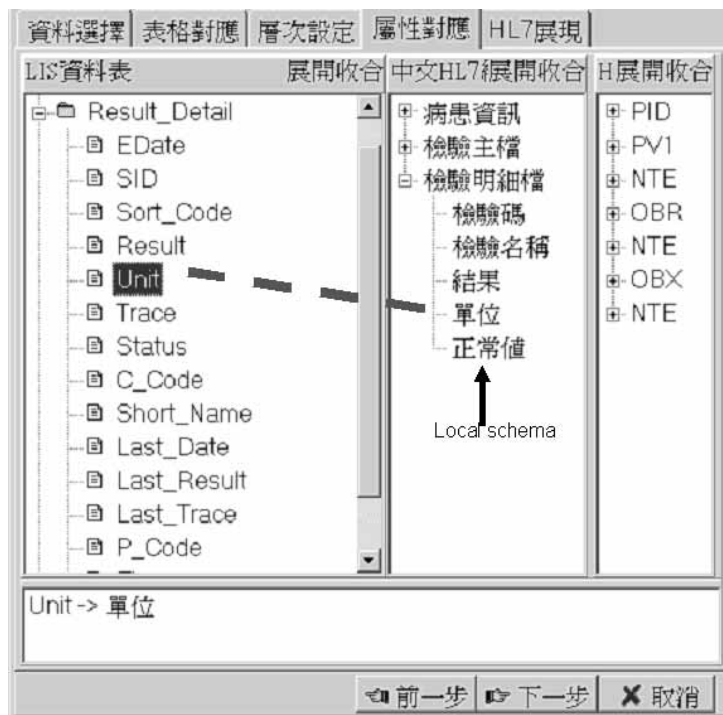 資料選擇 表格對應 層次設定 屬性對應 HL7展現
LIS資料表 展開收合
Result_Detail
EDate
SID
Sort_Code
Result
Unit
Trace
Status
C_Code
Short_Name
Last_Date
Last_Result
Last_Trace
P_Code
中文HL7 展開收合
病患資訊
檢驗主檔
檢驗明細檔
檢驗碼
檢驗名稱
結果
單位
正常值
Local schema
H 展開收合
PID
PV1
NTE
OBR
NTE
OBX
NTE
Unit -> 單位
前一步 下一步 取消